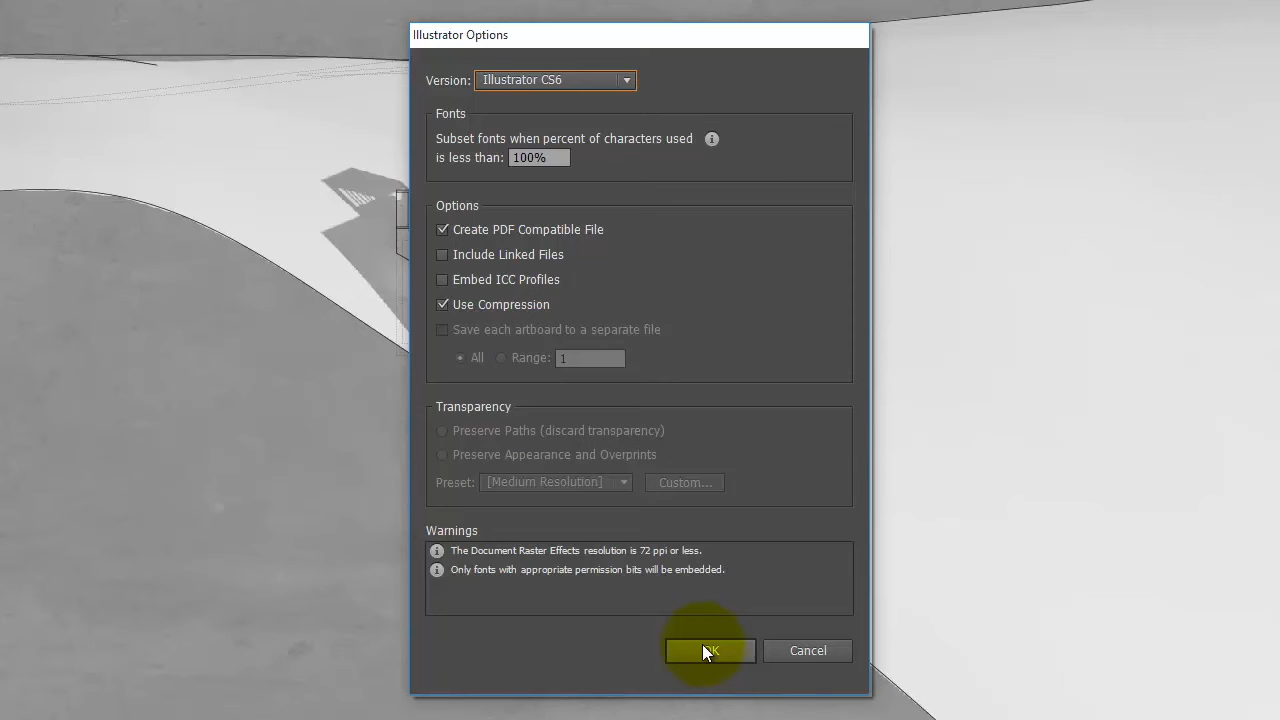 Illustrator Options
Version: Illustrator CS6
Fonts
Subset fonts when percent of characters used
is less than: 100%
Options
Create PDF Compatible File
Include Linked Files
Embed ICC Profiles
Use Compression
Save each artboard to a separate file
All Range: 1
Transparency
Preserve Paths (discard transparency)
Preserve Appearance and Overprints
Preset: [Medium Resolution] Custom...
Warnings
The Document Raster Effects resolution is 72 ppi or less.
Only fonts with appropriate permission bits will be embedded.
OK Cancel